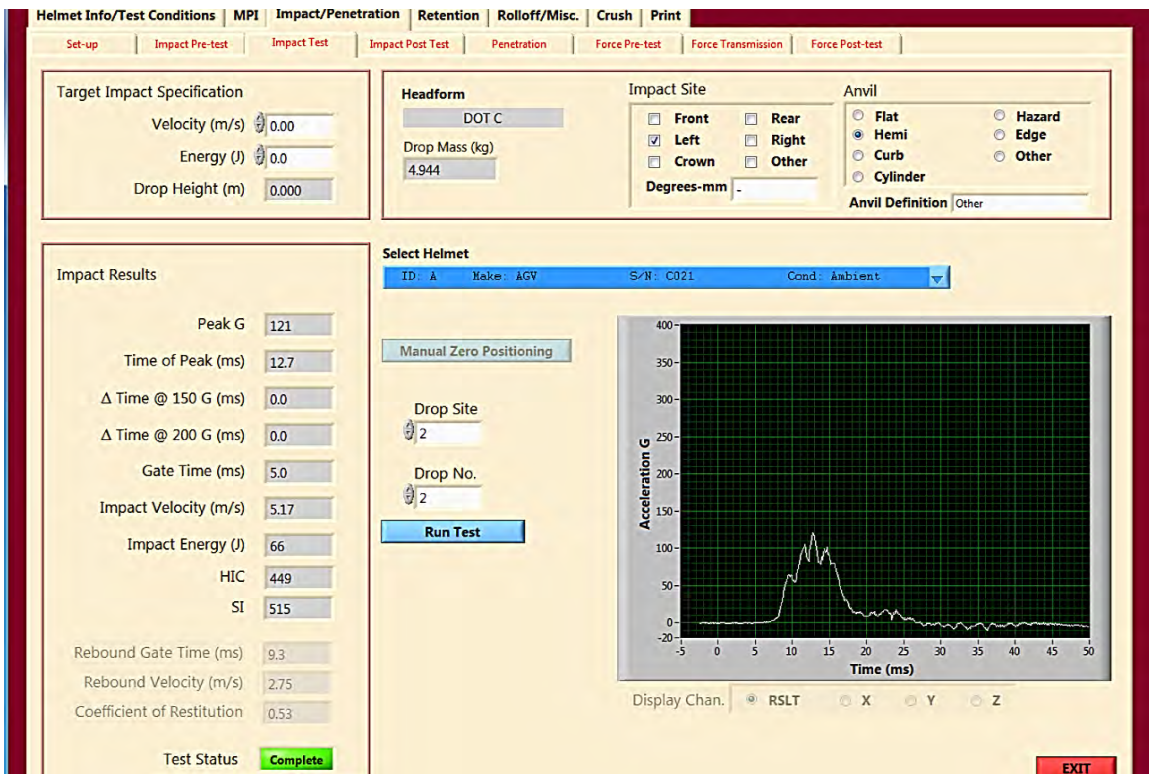 Helmet Info/Test Conditions MPI Impact/Penetration Retention Rolloff/Misc. Crush Print
Set-up Impact Pre-test Impact Test Impact Post Test Penetration Force Pre-test Force Transmission Force Post-test
Target Impact Specification
Velocity (m/s) 0.00
Energy (J) 0.0
Drop Height (m) 0.000
Headform
DOT C
Drop Mass (kg)
4.944
Impact Site
Front Rear
Left Right
Crown Other
Degrees-mm -
Anvil
Flat Hazard
Hemi Edge
Curb Other
Cylinder
Anvil Definition Other
Impact Results
Peak G 121
Time of Peak (ms) 12.7
Δ Time @ 150 G (ms) 0.0
Δ Time @ 200 G (ms) 0.0
Gate Time (ms) 5.0
Impact Velocity (m/s) 5.17
Impact Energy (J) 66
HIC 449
SI 515
Rebound Gate Time (ms) 9.3
Rebound Velocity (m/s) 2.75
Coefficient of Restitution 0.53
Test Status Complete
Select Helmet
ID: A Make: AGV S/N: C021 Cond: Ambient
Manual Zero Positioning
Drop Site
2
Drop No.
2
Run Test
Acceleration G
400
350
300
250
200
150
100
50
0
-20
-5 0 5 10 15 20 25 30 35 40 45 50
Time (ms)
Display Chan. RSLT X Y Z
EXIT